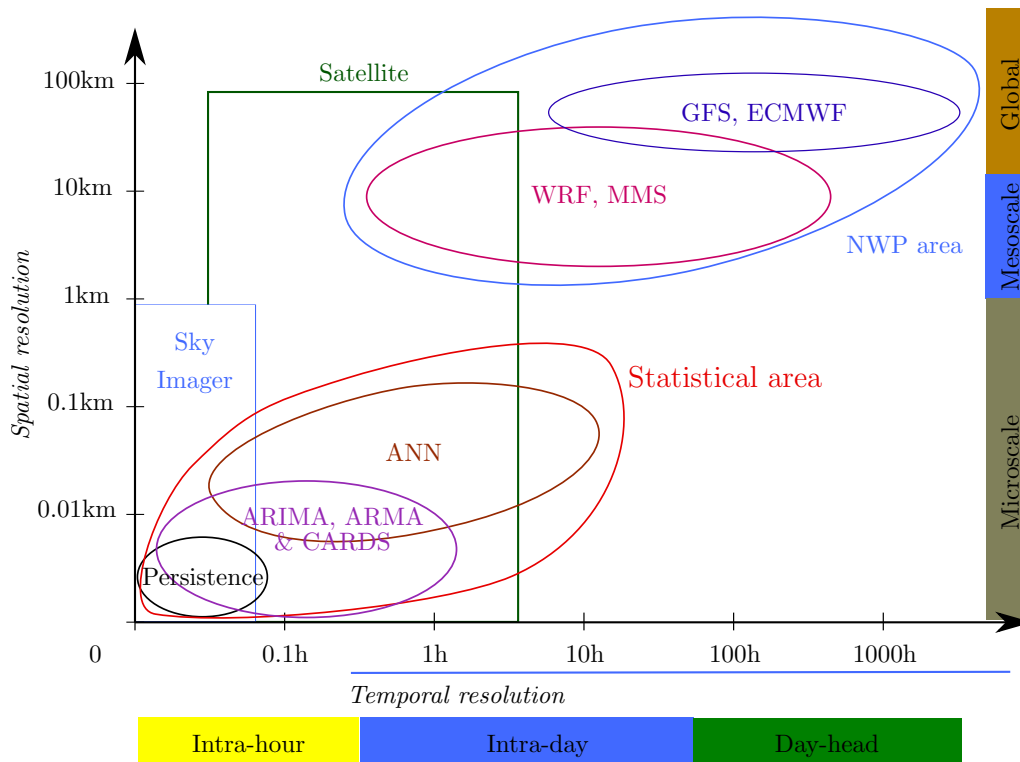 Satellite
100km
GFS, ECMWF
Global
10km
WRF, MMS
Mesoscale
NWP area
1km
Sky
Imager
Spatial resolution
Statistical area
0.1km
Microscale
ANN
0.01km
ARIMA, ARMA
& CARDS
Persistence
0
0.1h
1h
10h
100h
1000h
Temporal resolution
Intra-hour
Intra-day
Day-head